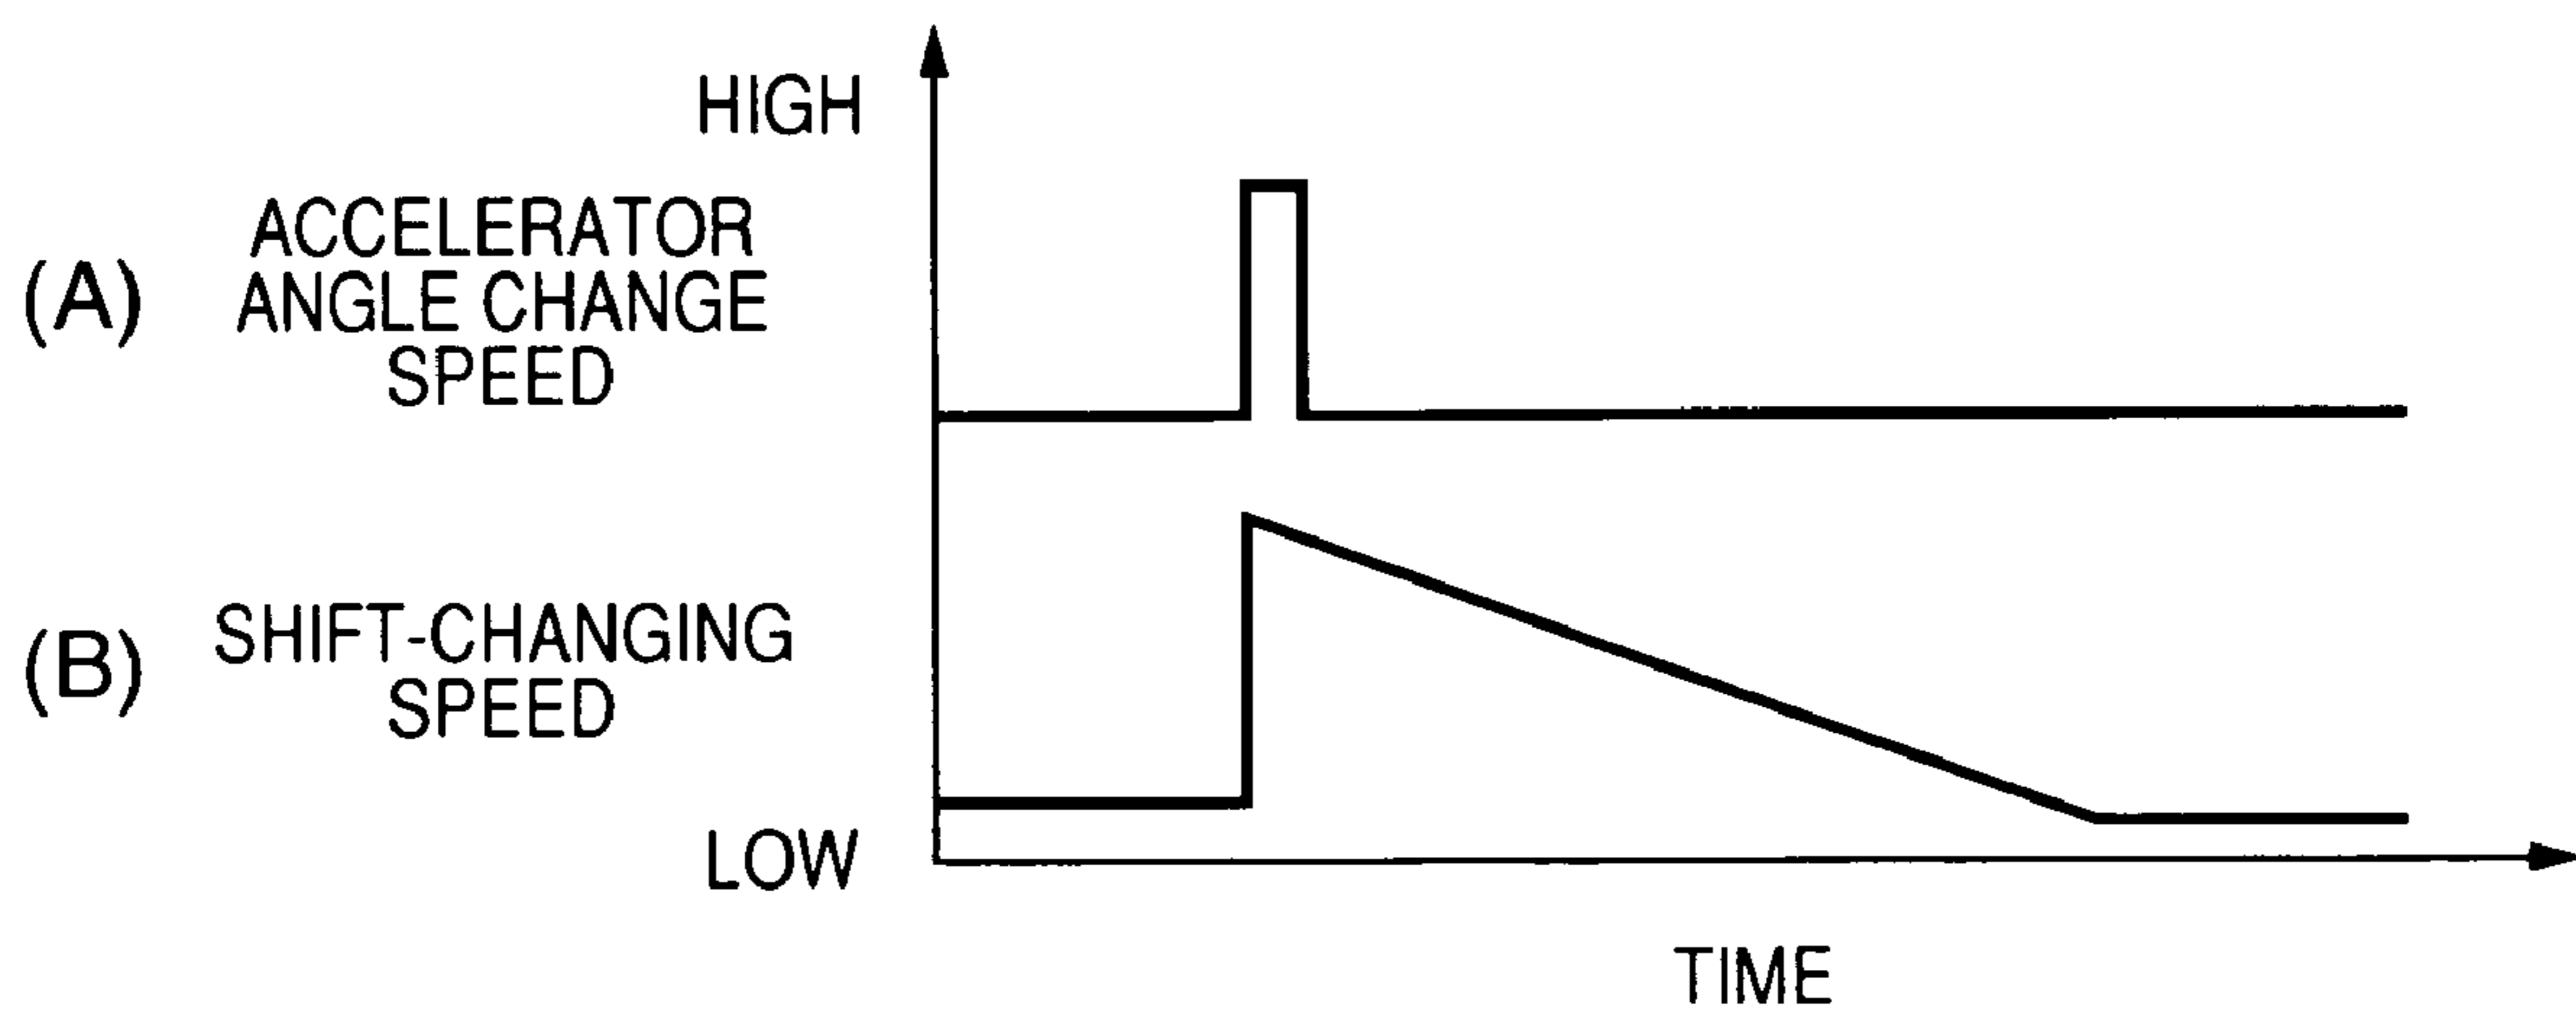 HIGH
(A) ACCELERATOR
ANGLE CHANGE
SPEED
(B) SHIFT-CHANGING
SPEED
LOW
TIME